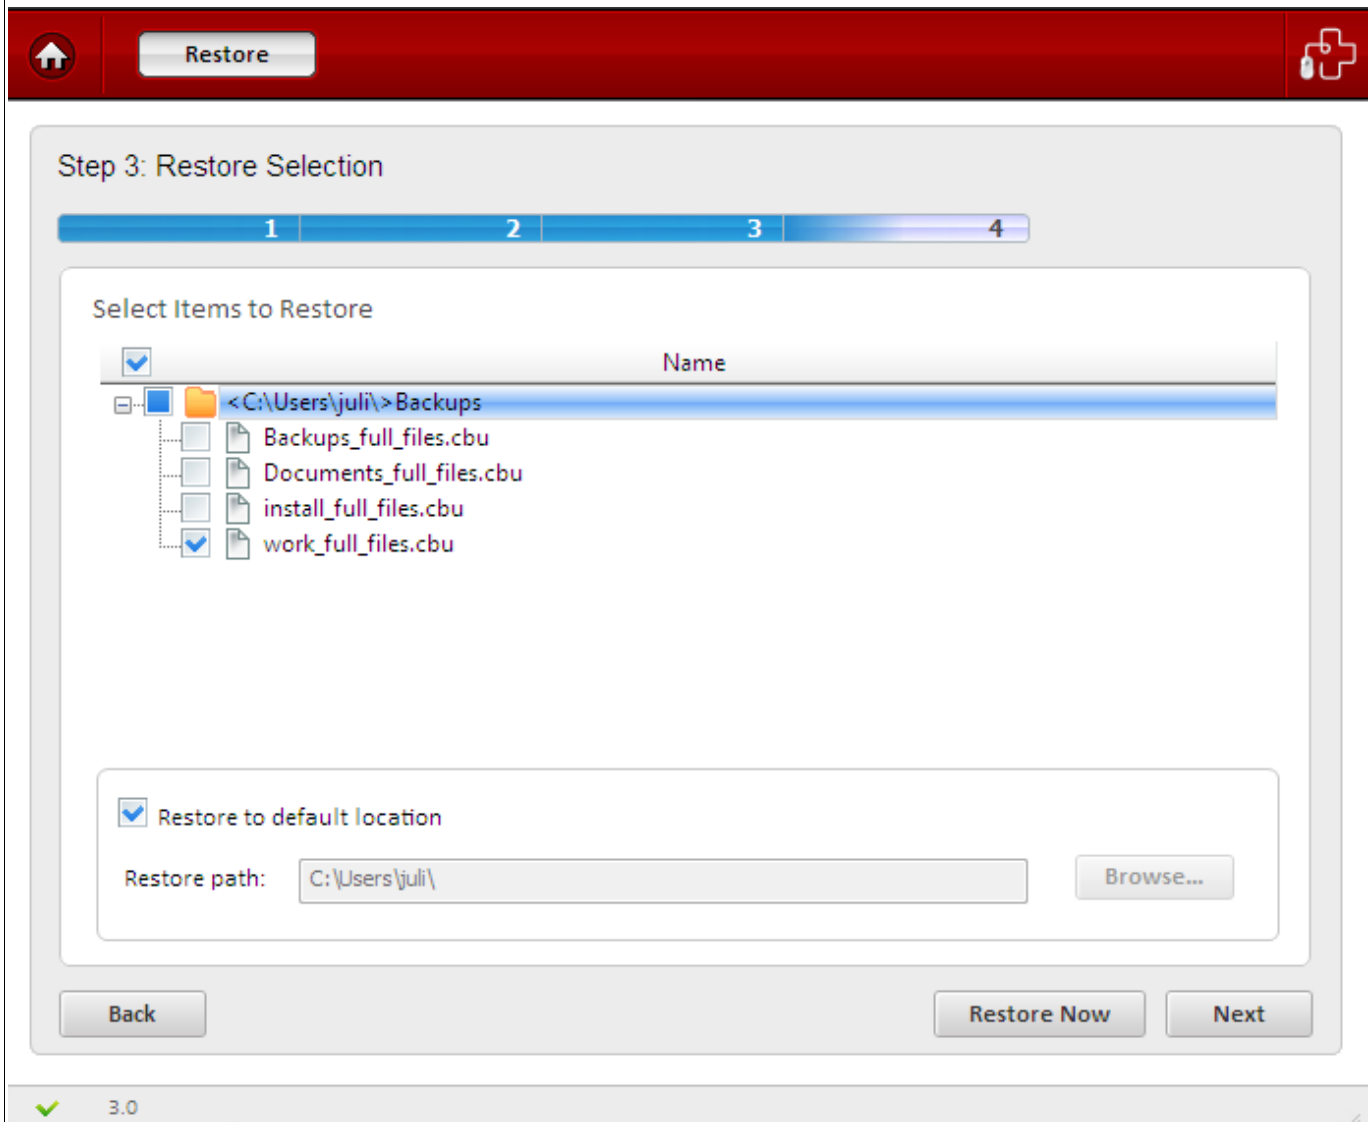 Restore
Step 3: Restore Selection
1 2 3 4
Select Items to Restore
Name
<C:\Users\juli\>Backups
Backups_full_files.cbu
Documents_full_files.cbu
install_full_files.cbu
work_full_files.cbu
Restore to default location
Restore path: C:\Users\juli\ Browse...
Back Restore Now Next
3.0